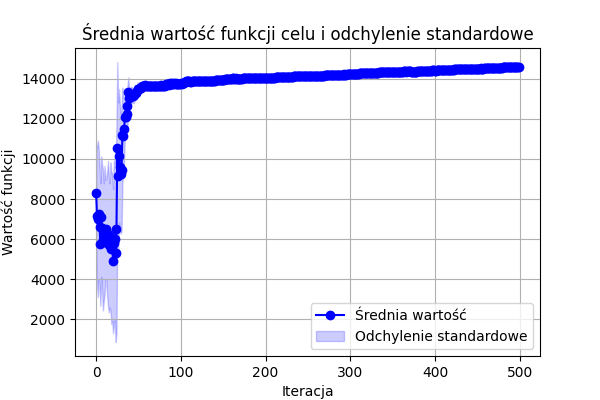 Średnia wartość funkcji celu i odchylenie standardowe
Wartość funkcji
14000
12000
10000
8000
6000
4000
2000
0 100 200 300 400 500
Iteracja
Średnia wartość
Odchylenie standardowe